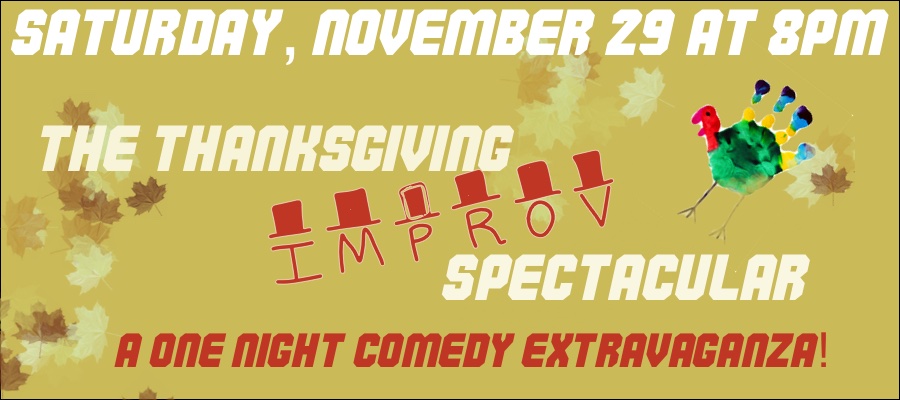 SATURDAY, NOVEMBER 29 AT 8PM
THE THANKSGIVING
IMPROV
SPECTACULAR
A ONE NIGHT COMEDY EXTRAVAGANZA!